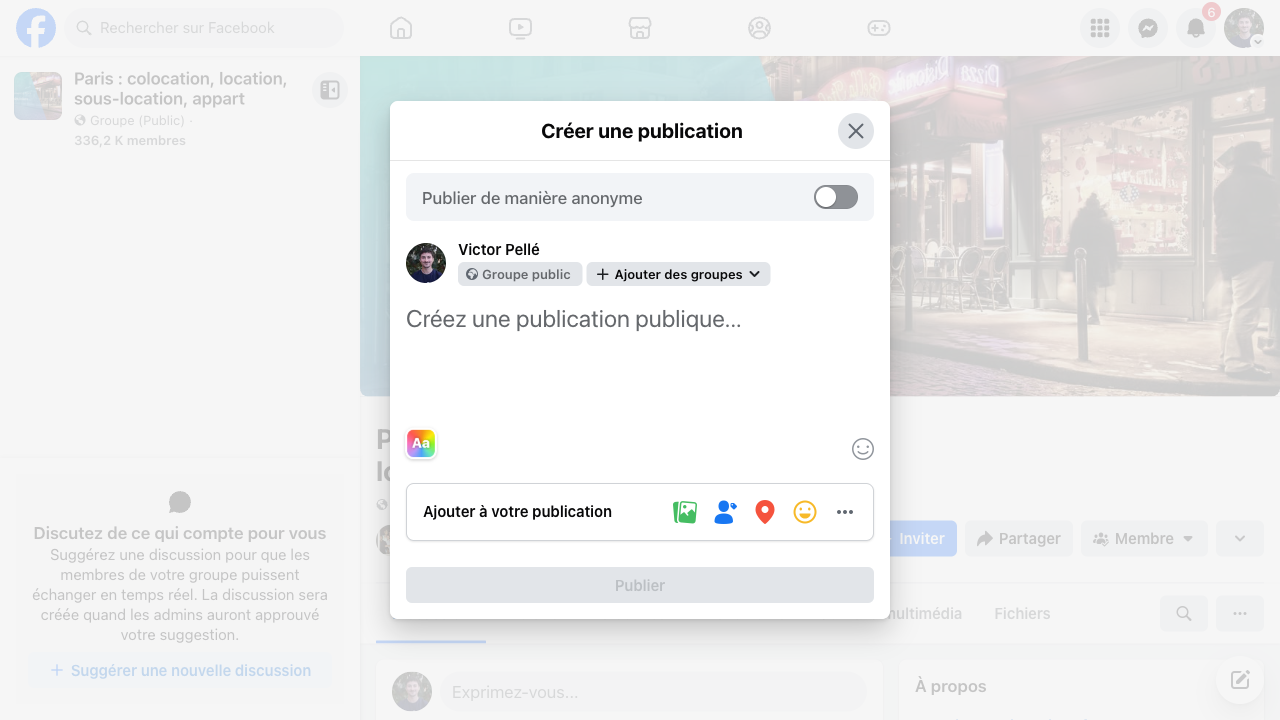 Rechercher sur Facebook
6
Paris : colocation, location,
sous-location, appart
Groupe (Public) ·
336,2 K membres
Créer une publication
Publier de manière anonyme
Victor Pellé
Groupe public
Ajouter des groupes
Créez une publication publique...
Aa
Ajouter à votre publication
Publier
Discutez de ce qui compte pour vous
Suggérez une discussion pour que les
membres de votre groupe puissent
échanger en temps réel. La discussion sera
créée quand les admins auront approuvé
votre suggestion.
Suggérer une nouvelle discussion
Inviter
Partager
Membre
multimédia
Fichiers
Exprimez-vous...
À propos